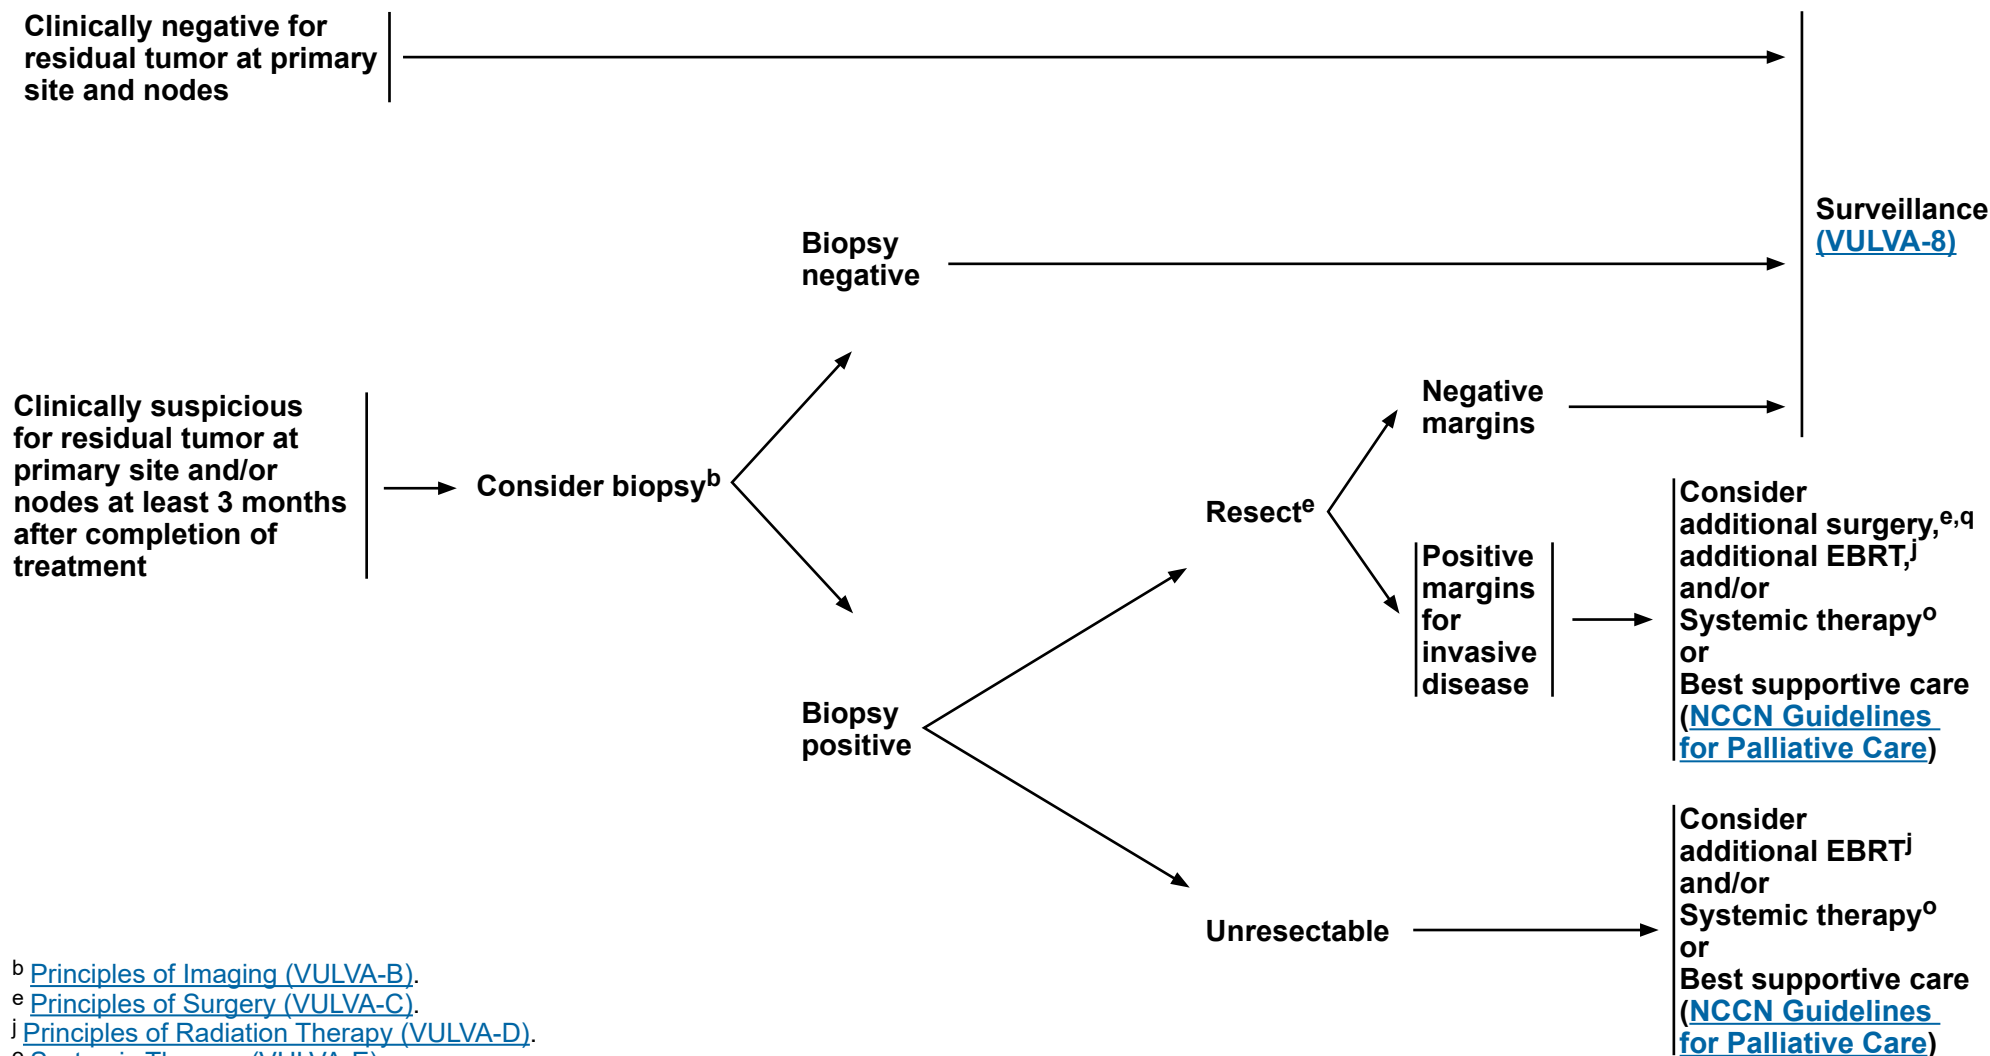 Clinically negative for
residual tumor at primary
site and nodes
Surveillance
(VULVA-8)
Biopsy
negative
Clinically suspicious
for residual tumor at
primary site and/or
nodes at least 3 months
after completion of
treatment
Consider biopsyb
Negative
margins
Resecte
Positive
margins
for
invasive
disease
Consider
additional surgery,e,q
additional EBRT,j
and/or
Systemic therapyo
or
Best supportive care
(NCCN Guidelines
for Palliative Care)
Biopsy
positive
Unresectable
Consider
additional EBRTj
and/or
Systemic therapyo
or
Best supportive care
(NCCN Guidelines
for Palliative Care)
b Principles of Imaging (VULVA-B).
e Principles of Surgery (VULVA-C).
j Principles of Radiation Therapy (VULVA-D).